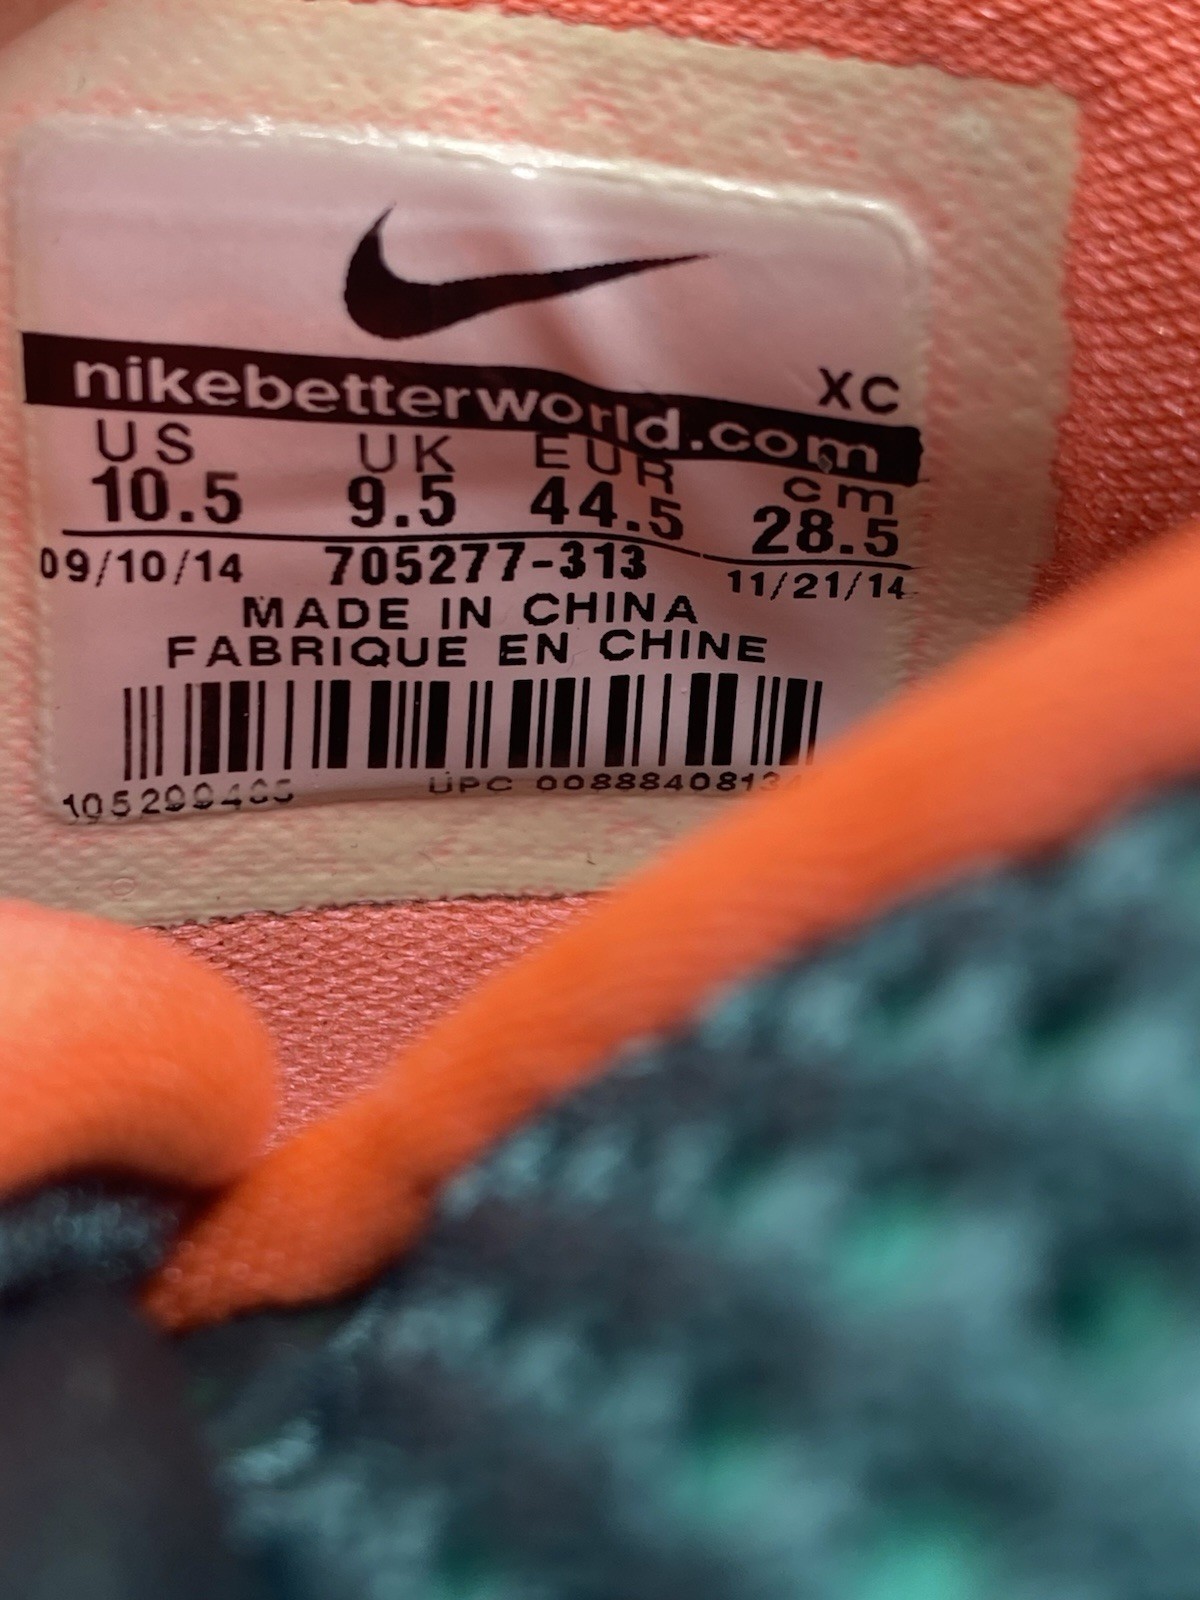 XC
nikebetterworld.com
US UK EUR cm
10.5 9.5 44.5 28.5
09/10/14 705277-313 11/21/14
MADE IN CHINA
FABRIQUE EN CHINE
UPC